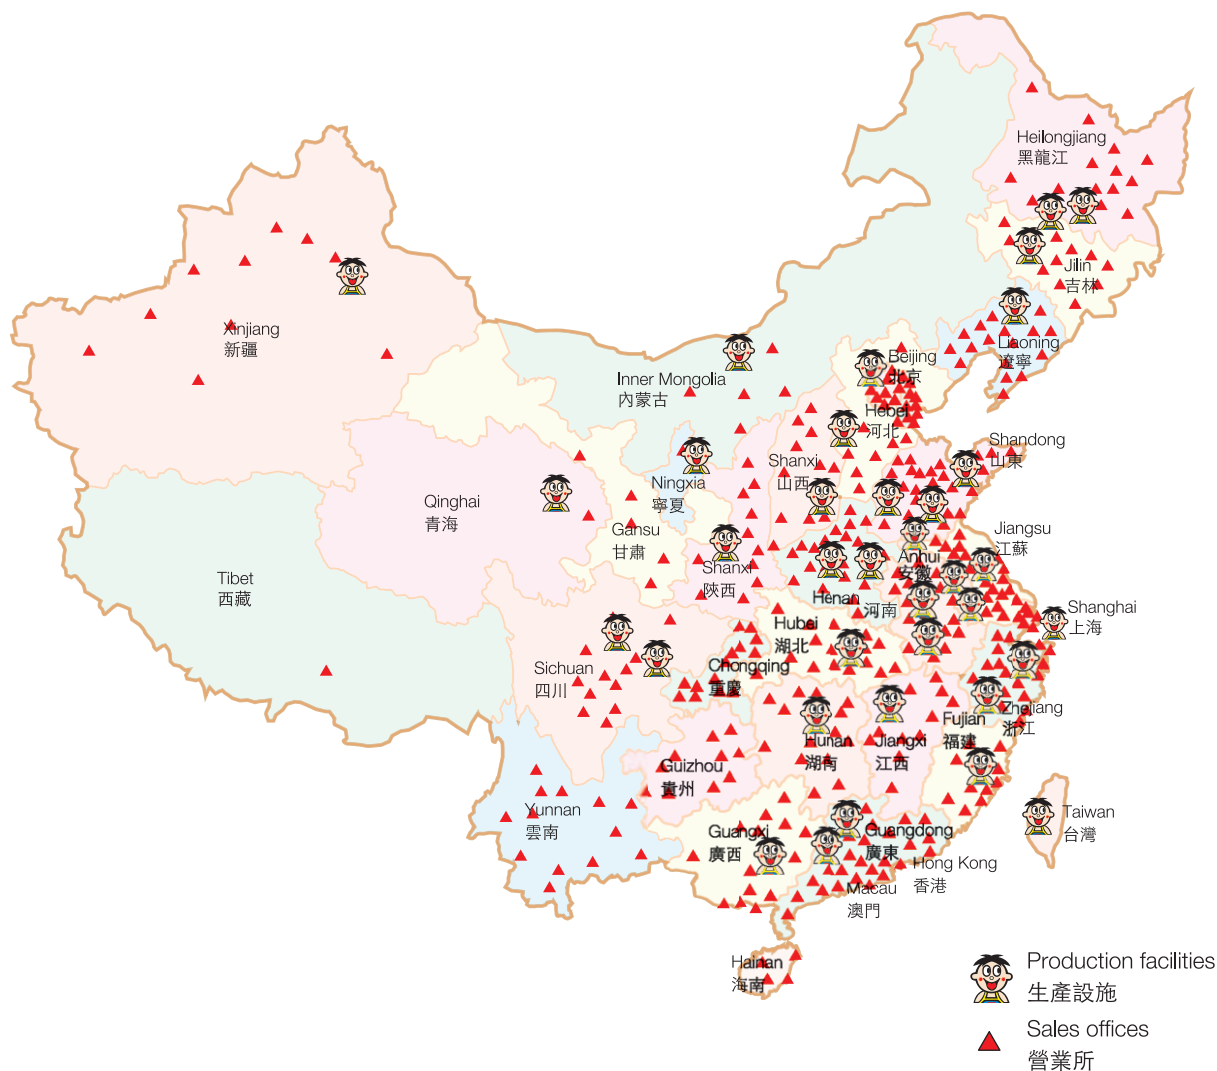 Heilongjiang
黑龍江
Jilin
吉林
Xinjiang
新疆
Liaoning
遼寧
Beijing
北京
Inner Mongolia
內蒙古
Hebei
河北
Shandong
山東
Shanxi
山西
Ningxia
寧夏
Qinghai
青海
Gansu
甘肅
Jiangsu
江蘇
Anhui
安徽
Shanxi
陝西
Tibet
西藏
Henan
河南
Shanghai
上海
Hubei
湖北
Sichuan
四川
Chongqing
重慶
Zhejiang
浙江
Fujian
福建
Hunan
湖南
Jiangxi
江西
Guizhou
貴州
Yunnan
雲南
Taiwan
台灣
Guangxi
廣西
Guangdong
廣東
Hong Kong
香港
Macau
澳門
Hainan
海南
Production facilities
生產設施
Sales offices
營業所